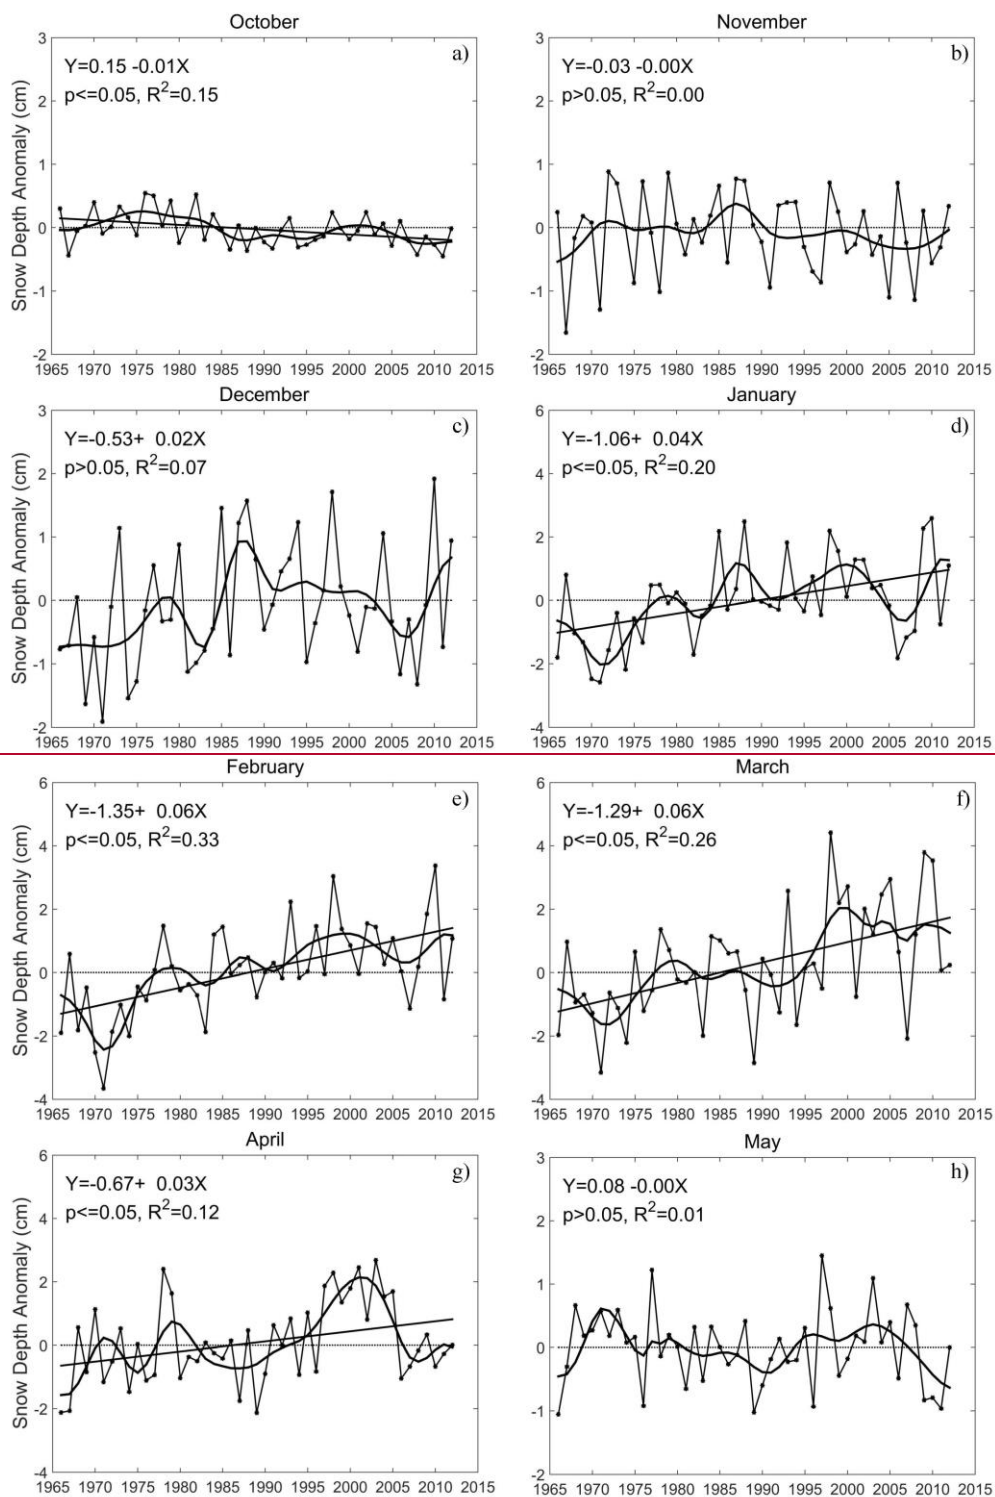 October
November
3
2
1
0
-1
-2
Snow Depth Anomaly (cm)
Y=0.15 -0.01X
p<=0.05, R²=0.15
a)
1965 1970 1975 1980 1985 1990 1995 2000 2005 2010 2015
3
2
1
0
-1
-2
Y=-0.03 -0.00X
p>0.05, R²=0.00
b)
1965 1970 1975 1980 1985 1990 1995 2000 2005 2010 2015
December
January
3
2
1
0
-1
-2
Snow Depth Anomaly (cm)
Y=-0.53+ 0.02X
p>0.05, R²=0.07
c)
1965 1970 1975 1980 1985 1990 1995 2000 2005 2010 2015
6
4
2
0
-2
-4
Y=-1.06+ 0.04X
p<=0.05, R²=0.20
d)
1965 1970 1975 1980 1985 1990 1995 2000 2005 2010 2015
February
March
6
4
2
0
-2
-4
Snow Depth Anomaly (cm)
Y=-1.35+ 0.06X
p<=0.05, R²=0.33
e)
1965 1970 1975 1980 1985 1990 1995 2000 2005 2010 2015
6
4
2
0
-2
-4
Y=-1.29+ 0.06X
p<=0.05, R²=0.26
f)
1965 1970 1975 1980 1985 1990 1995 2000 2005 2010 2015
April
May
6
4
2
0
-2
-4
Snow Depth Anomaly (cm)
Y=-0.67+ 0.03X
p<=0.05, R²=0.12
g)
1965 1970 1975 1980 1985 1990 1995 2000 2005 2010 2015
3
2
1
0
-1
-2
Y=0.08 -0.00X
p>0.05, R²=0.01
h)
1965 1970 1975 1980 1985 1990 1995 2000 2005 2010 2015